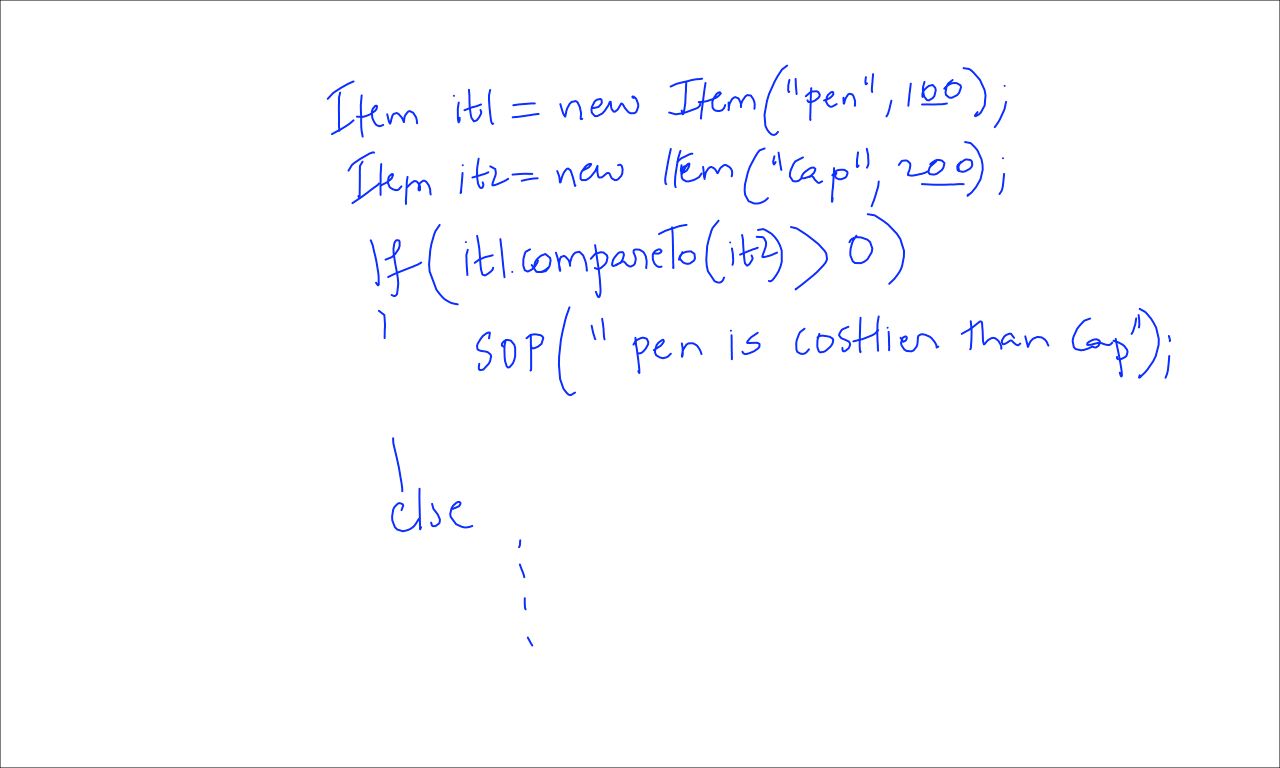 Item it1 = new Item("pen", 100);
Item it2= new Item("Cap", 200);
If(it1.compareTo(it2)>0)
SOP(" pen is costlier than Cap");
else